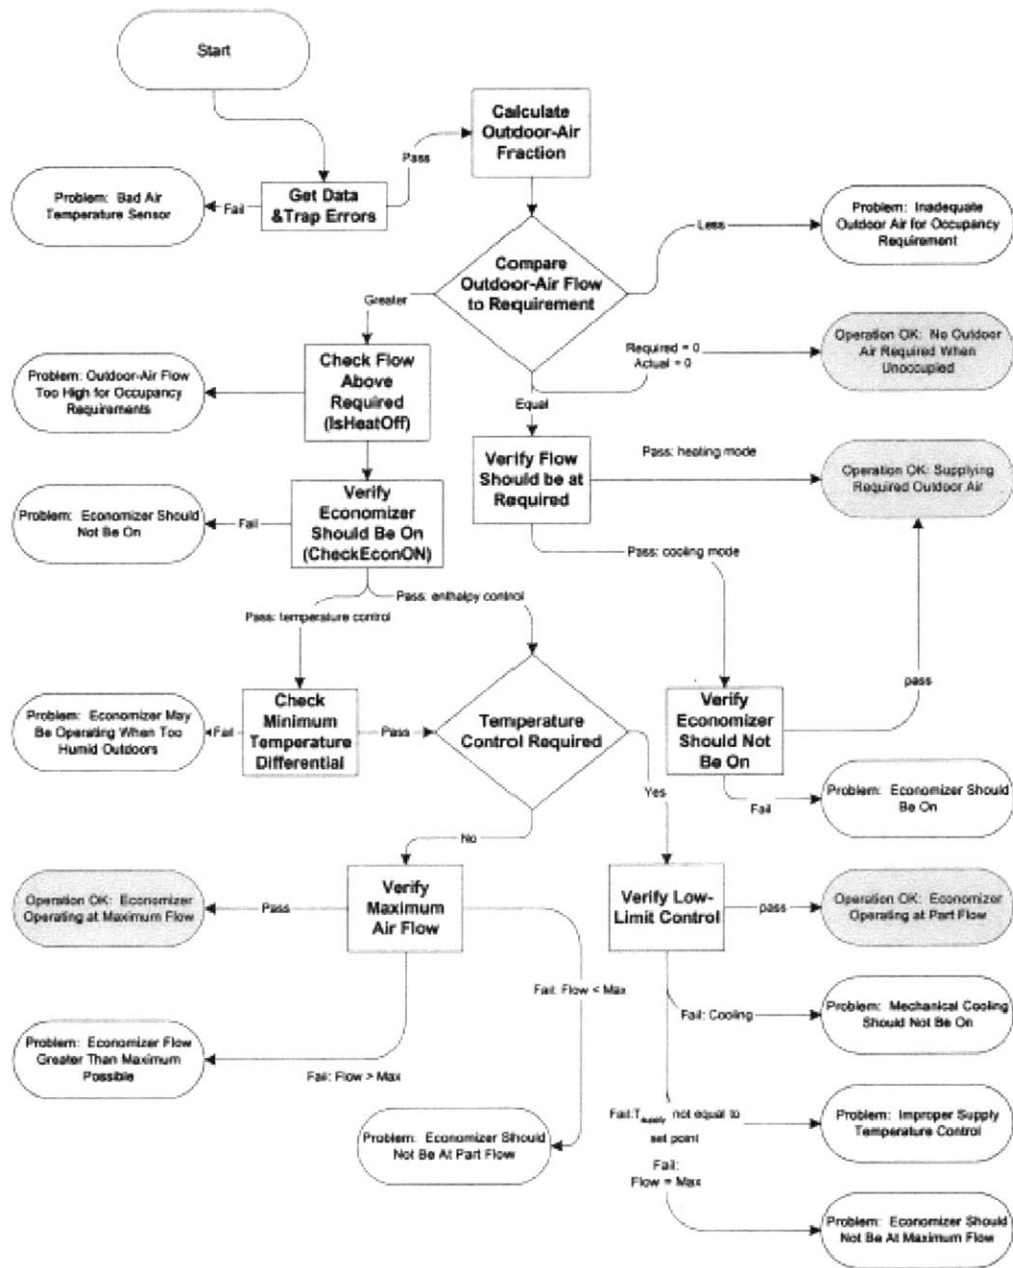 Start
Calculate
Outdoor-Air
Fraction
Pass
Problem: Bad Air
Temperature Sensor
Fail
Get Data
&Trap Errors
Problem: Inadequate
Outdoor Air for Occupancy
Requirement
Less
Compare
Outdoor-Air Flow
to Requirement
Greater
Operation OK: No Outdoor
Air Required When
Unoccupied
Required = 0
Actual = 0
Check Flow
Above
Required
(IsHeatOff)
Problem: Outdoor-Air Flow
Too High for Occupancy
Requirements
Equal
Verify Flow
Should be at
Required
Pass: heating mode
Operation OK: Supplying
Required Outdoor Air
Verify
Economizer
Should Be On
(CheckEconON)
Problem: Economizer Should
Not Be On
Fail
Pass: cooling mode
Pass: enthalpy control
Pass: temperature control
pass
Problem: Economizer May
Be Operating When Too
Humid Outdoors
Fail
Check
Minimum
Temperature
Differential
Pass
Temperature
Control Required
Verify
Economizer
Should Not
Be On
Yes
Fail
Problem: Economizer Should
Be On
No
Operation OK: Economizer
Operating at Maximum Flow
Pass
Verify
Maximum
Air Flow
Verify Low-
Limit Control
pass
Operation OK: Economizer
Operating at Part Flow
Fail: Flow < Max
Fail: Cooling
Problem: Mechanical Cooling
Should Not Be On
Problem: Economizer Flow
Greater Than Maximum
Possible
Fail: Flow > Max
Fail:Tsupply not equal to
set point
Problem: Improper Supply
Temperature Control
Problem: Economizer Should
Not Be At Part Flow
Fail:
Flow = Max
Problem: Economizer Should
Not Be At Maximum Flow